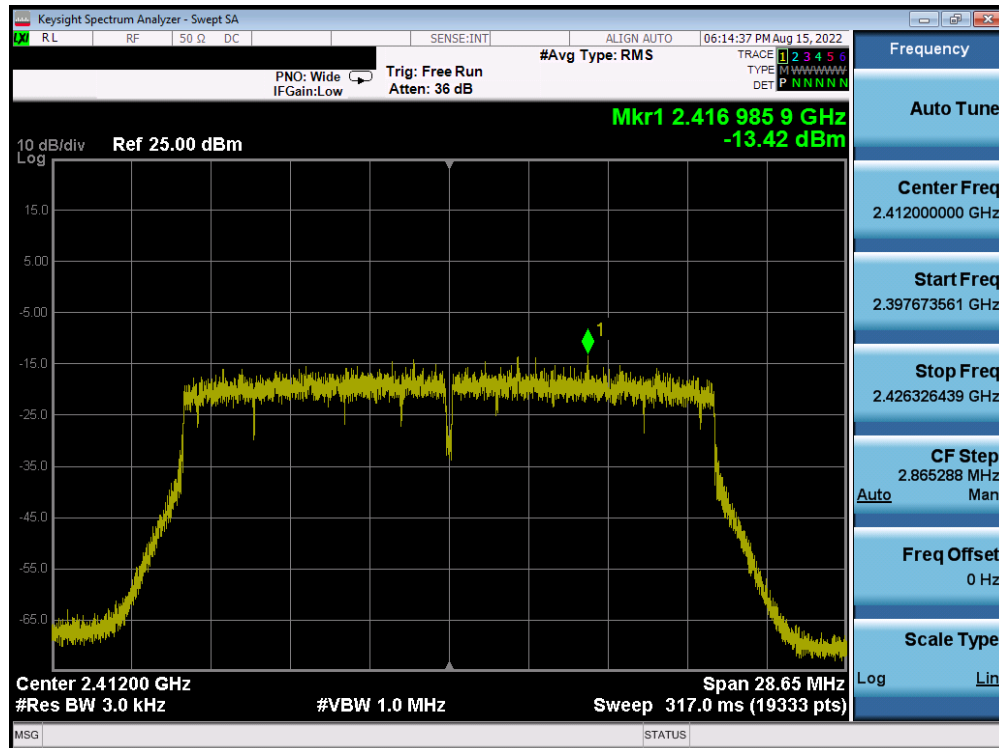 Keysight Spectrum Analyzer - Swept SA
LXI RL RF 50 Ω DC SENSE:INT ALIGN AUTO 06:14:37 PM Aug 15, 2022
#Avg Type: RMS TRACE 1 2 3 4 5 6
PNO: Wide Trig: Free Run TYPE M WWWWW
IFGain:Low Atten: 36 dB DET P N N N N N
Mkr1 2.416 985 9 GHz
-13.42 dBm
10 dB/div Ref 25.00 dBm
Log
15.0
5.00
-5.00
1
-15.0
-25.0
-35.0
-45.0
-55.0
-65.0
Center 2.41200 GHz Span 28.65 MHz
#Res BW 3.0 kHz #VBW 1.0 MHz Sweep 317.0 ms (19333 pts)
MSG STATUS
Frequency
Auto Tune
Center Freq
2.412000000 GHz
Start Freq
2.397673561 GHz
Stop Freq
2.426326439 GHz
CF Step
2.865288 MHz
Auto Man
Freq Offset
0 Hz
Scale Type
Log Lin